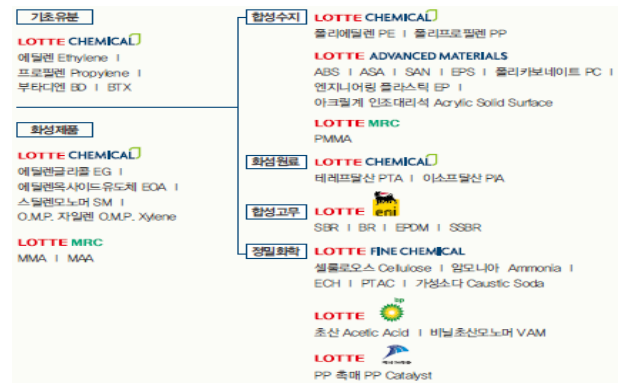 기초유분
LOTTE CHEMICAL
에틸렌 Ethylene ㅣ
프로필렌 Propylene ㅣ
부타디엔 BD ㅣ BTX
화성제품
LOTTE CHEMICAL
에틸렌글리콜 EG ㅣ
에틸렌옥사이드유도체 EOA ㅣ
스틸렌모노머 SM ㅣ
O.M.P. 자일렌 O.M.P. Xylene
LOTTE MRC
MMA ㅣ MAA
합성수지
LOTTE CHEMICAL
폴리에틸렌 PE ㅣ 폴리프로필렌 PP
LOTTE ADVANCED MATERIALS
ABS ㅣ ASA ㅣ SAN ㅣ EPS ㅣ 폴리카보네이트 PC ㅣ
엔지니어링 플라스틱 EP ㅣ
아크릴계 인조대리석 Acrylic Solid Surface
LOTTE MRC
PMMA
화섬원료
LOTTE CHEMICAL
테레프탈산 PTA ㅣ 이소프탈산 PIA
합성고무
LOTTE eni
SBR ㅣ BR ㅣ EPDM ㅣ SSBR
정밀화학
LOTTE FINE CHEMICAL
셀룰로오스 Cellulose ㅣ 암모니아 Ammonia ㅣ
ECH ㅣ PTAC ㅣ 가성소다 Caustic Soda
LOTTE bp
초산 Acetic Acid ㅣ 비닐초산모노머 VAM
LOTTE
PP 촉매 PP Catalyst